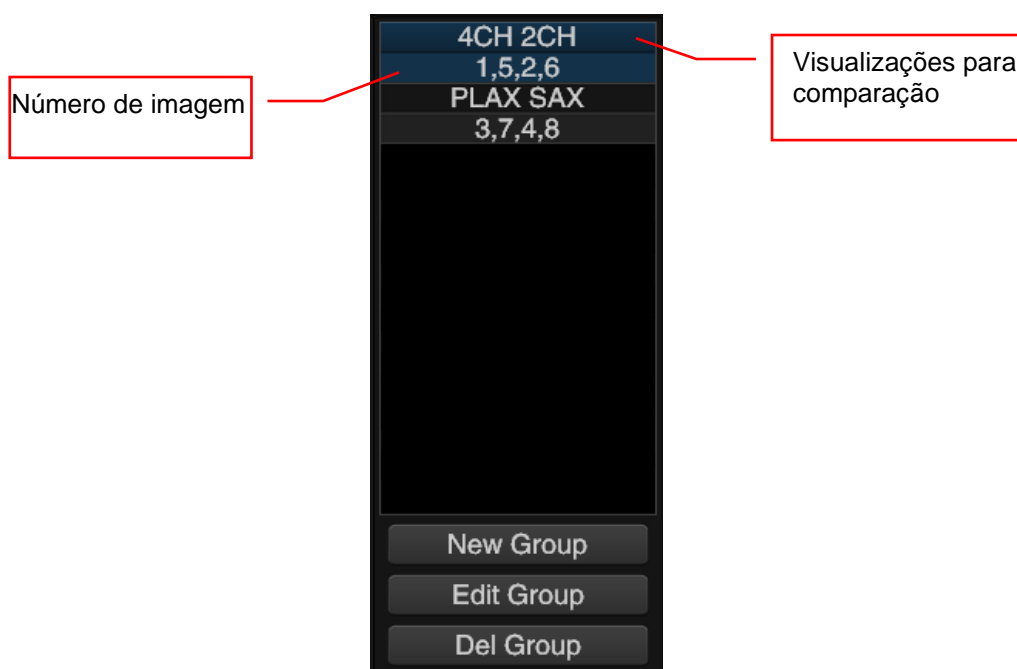 4CH 2CH
1,5,2,6
PLAX SAX
3,7,4,8
Número de imagem
Visualizações para
comparação
New Group
Edit Group
Del Group